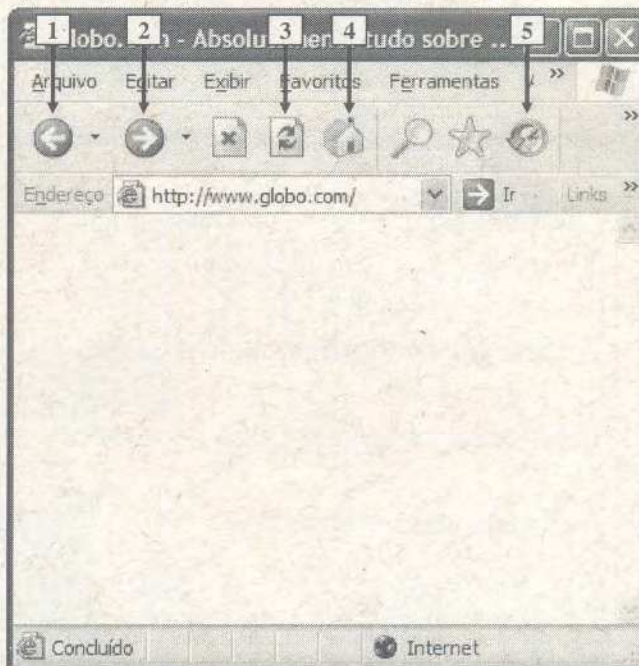 1 2 3 4 5
Globo. - Absolu tudo sobre ...
Arquivo Editar Exibir Favoritos Ferramentas »
»
Endereço http://www.globo.com/ Ir Links »
Concluído Internet